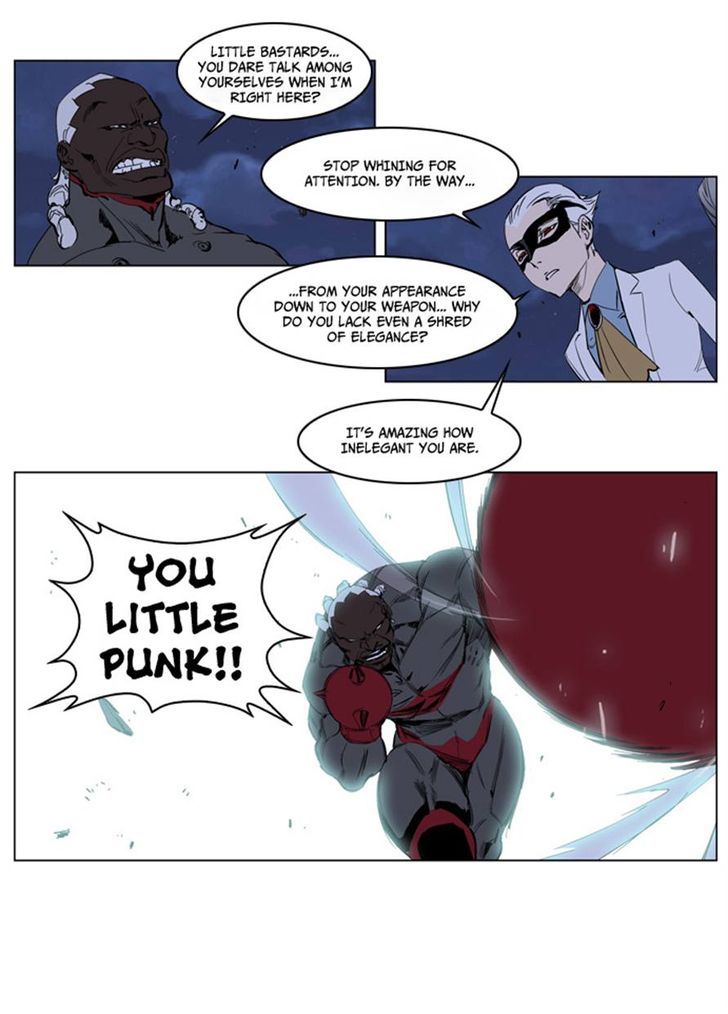 LITTLE BASTARDS...
YOU DARE TALK AMONG
YOURSELVES WHEN I'M
RIGHT HERE?
STOP WHINING FOR
ATTENTION. BY THE WAY...
...FROM YOUR APPEARANCE
DOWN TO YOUR WEAPON... WHY
DO YOU LACK EVEN A SHRED
OF ELEGANCE?
IT'S AMAZING HOW
INELEGANT YOU ARE.
YOU
LITTLE
PUNK!!